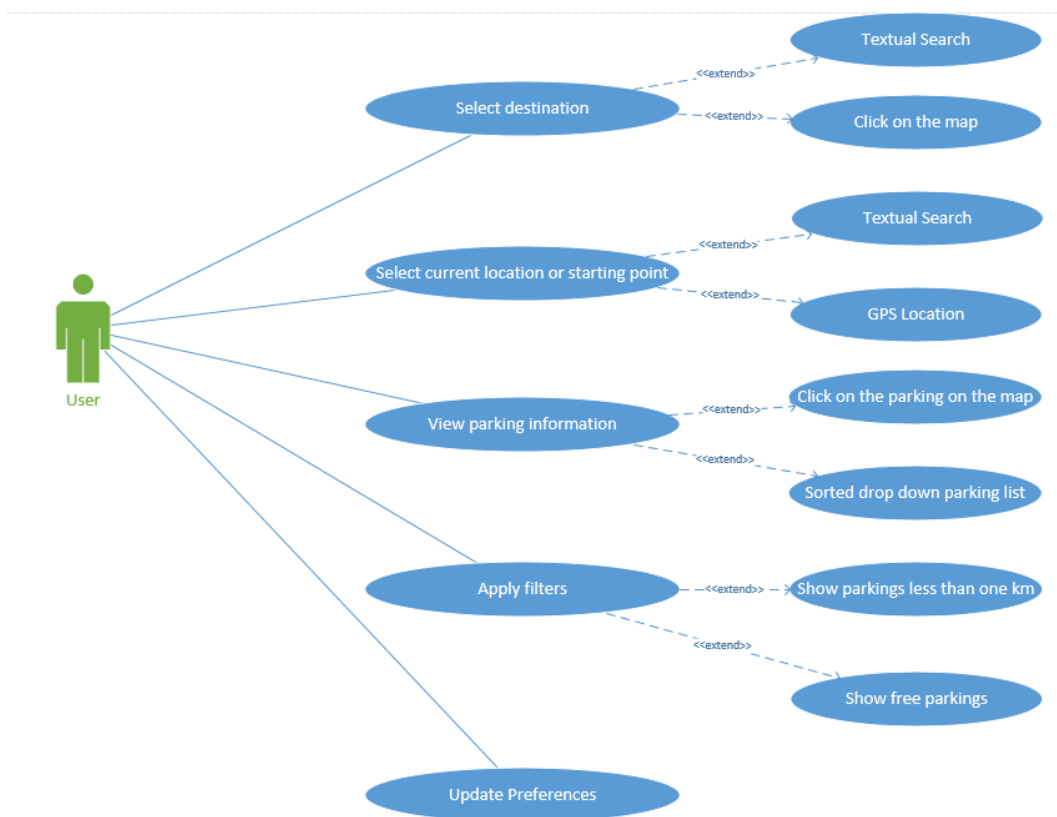 Textual Search
<<extend>>
Select destination
<<extend>>
Click on the map
Textual Search
<<extend>>
Select current location or starting point
<<extend>>
GPS Location
User
Click on the parking on the map
<<extend>>
View parking information
<<extend>>
Sorted drop down parking list
Apply filters
<<extend>>
Show parkings less than one km
<<extend>>
Show free parkings
Update Preferences